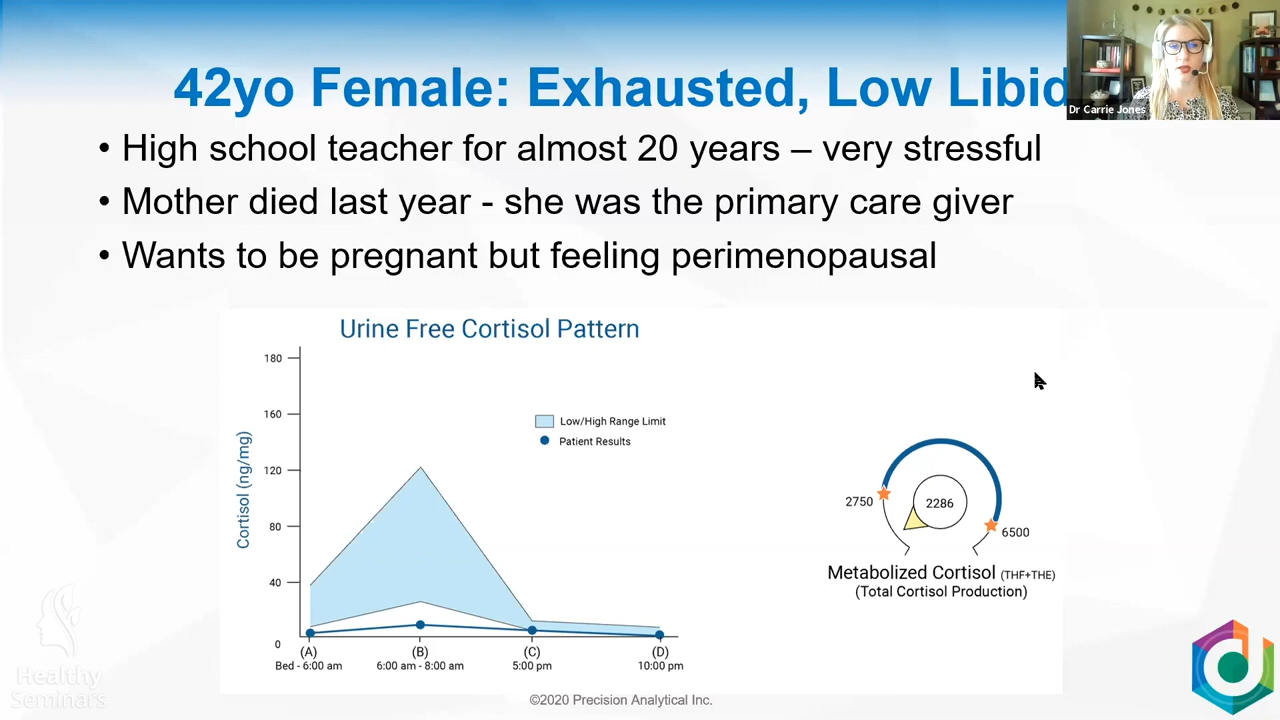 42yo Female: Exhausted, Low Libid
Dr Carrie Jones
• High school teacher for almost 20 years – very stressful
• Mother died last year - she was the primary care giver
• Wants to be pregnant but feeling perimenopausal
Urine Free Cortisol Pattern
180
160
120
80
40
0
Cortisol (ng/mg)
Low/High Range Limit
Patient Results
(A)
Bed - 6:00 am
(B)
6:00 am - 8:00 am
(C)
5:00 pm
(D)
10:00 pm
2750
2286
6500
Metabolized Cortisol (THF+THE)
(Total Cortisol Production)
Healthy
Seminars
©2020 Precision Analytical Inc.